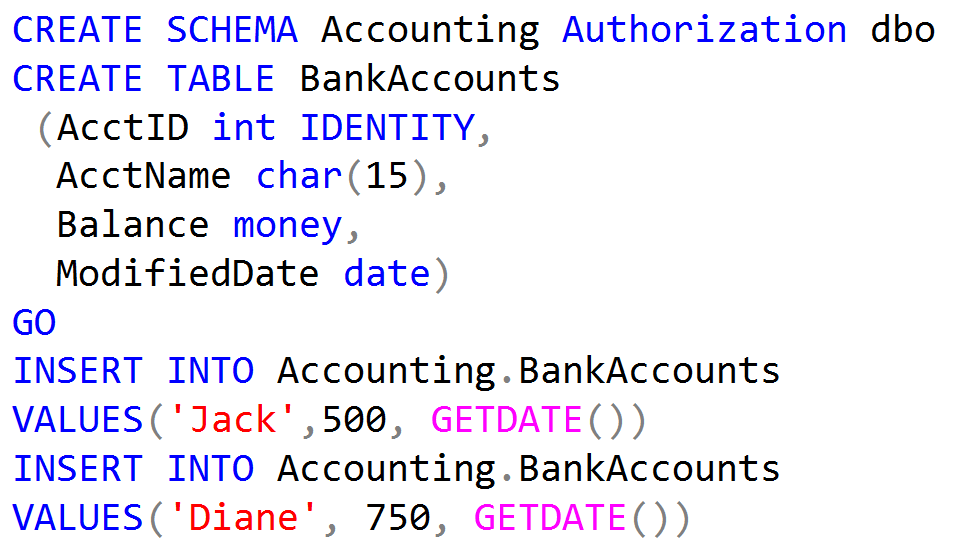 CREATE SCHEMA Accounting Authorization dbo
CREATE TABLE BankAccounts
(AcctID int IDENTITY,
AcctName char(15),
Balance money,
ModifiedDate date)
GO
INSERT INTO Accounting.BankAccounts
VALUES('Jack',500, GETDATE())
INSERT INTO Accounting.BankAccounts
VALUES('Diane', 750, GETDATE())